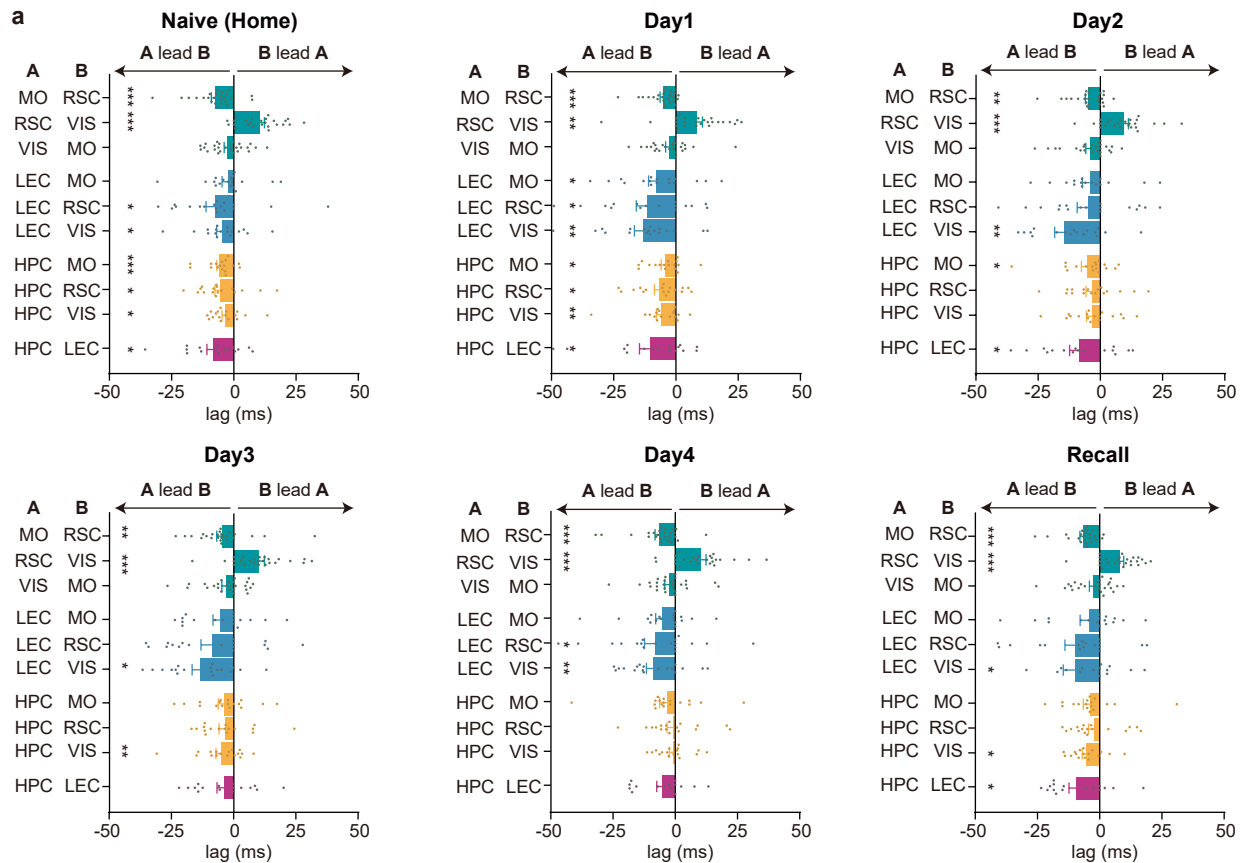 a
Naive (Home)
A lead B B lead A
A B
MO RSC ***
RSC VIS ***
VIS MO
LEC MO
LEC RSC *
LEC VIS *
HPC MO ***
HPC RSC *
HPC VIS *
HPC LEC *
-50 -25 0 25 50
lag (ms)
Day1
A lead B B lead A
A B
MO RSC ***
RSC VIS **
VIS MO
LEC MO *
LEC RSC *
LEC VIS **
HPC MO *
HPC RSC *
HPC VIS **
HPC LEC *
-50 -25 0 25 50
lag (ms)
Day2
A lead B B lead A
A B
MO RSC **
RSC VIS ***
VIS MO
LEC MO
LEC RSC
LEC VIS **
HPC MO *
HPC RSC
HPC VIS
HPC LEC *
-50 -25 0 25 50
lag (ms)
Day3
A lead B B lead A
A B
MO RSC **
RSC VIS ***
VIS MO
LEC MO
LEC RSC
LEC VIS *
HPC MO
HPC RSC
HPC VIS **
HPC LEC
-50 -25 0 25 50
lag (ms)
Day4
A lead B B lead A
A B
MO RSC ***
RSC VIS ***
VIS MO
LEC MO
LEC RSC *
LEC VIS **
HPC MO
HPC RSC
HPC VIS
HPC LEC
-50 -25 0 25 50
lag (ms)
Recall
A lead B B lead A
A B
MO RSC ***
RSC VIS ***
VIS MO
LEC MO
LEC RSC
LEC VIS *
HPC MO
HPC RSC
HPC VIS *
HPC LEC *
-50 -25 0 25 50
lag (ms)